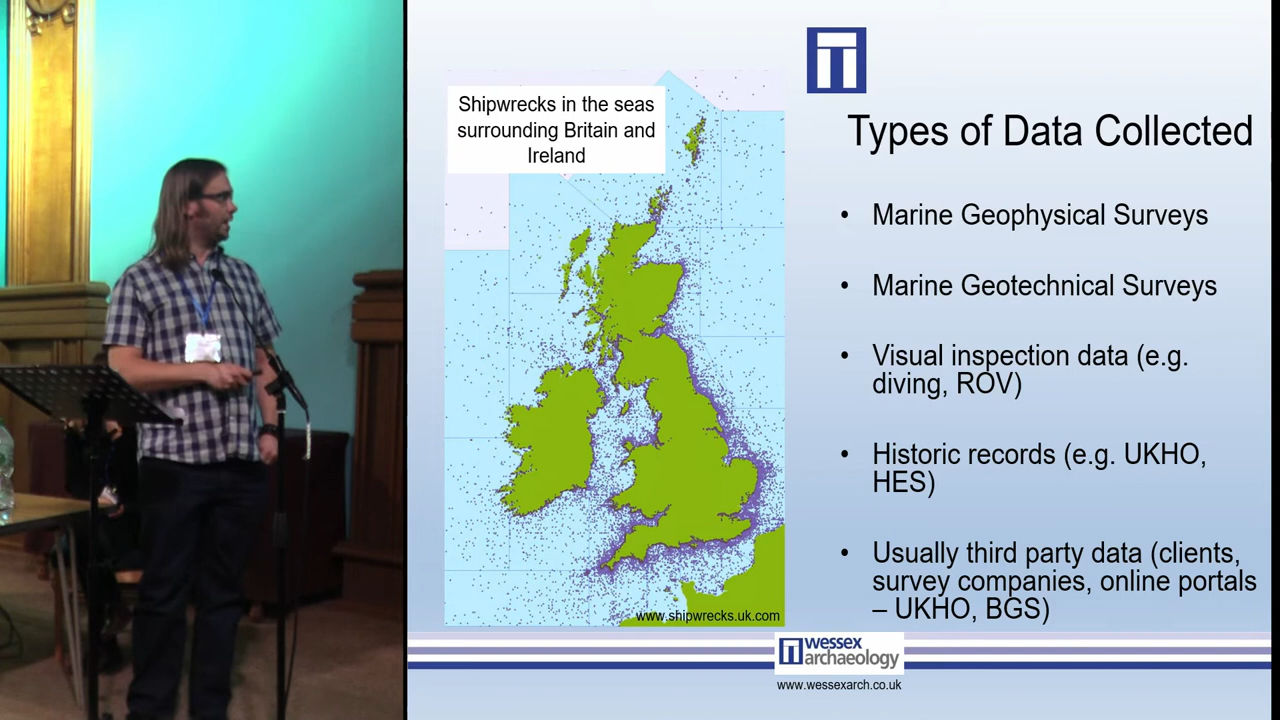 Shipwrecks in the seas
surrounding Britain and
Ireland
www.shipwrecks.uk.com
Types of Data Collected
• Marine Geophysical Surveys
• Marine Geotechnical Surveys
• Visual inspection data (e.g.
diving, ROV)
• Historic records (e.g. UKHO,
HES)
• Usually third party data (clients,
survey companies, online portals
– UKHO, BGS)
wessex
archaeology
www.wessexarch.co.uk